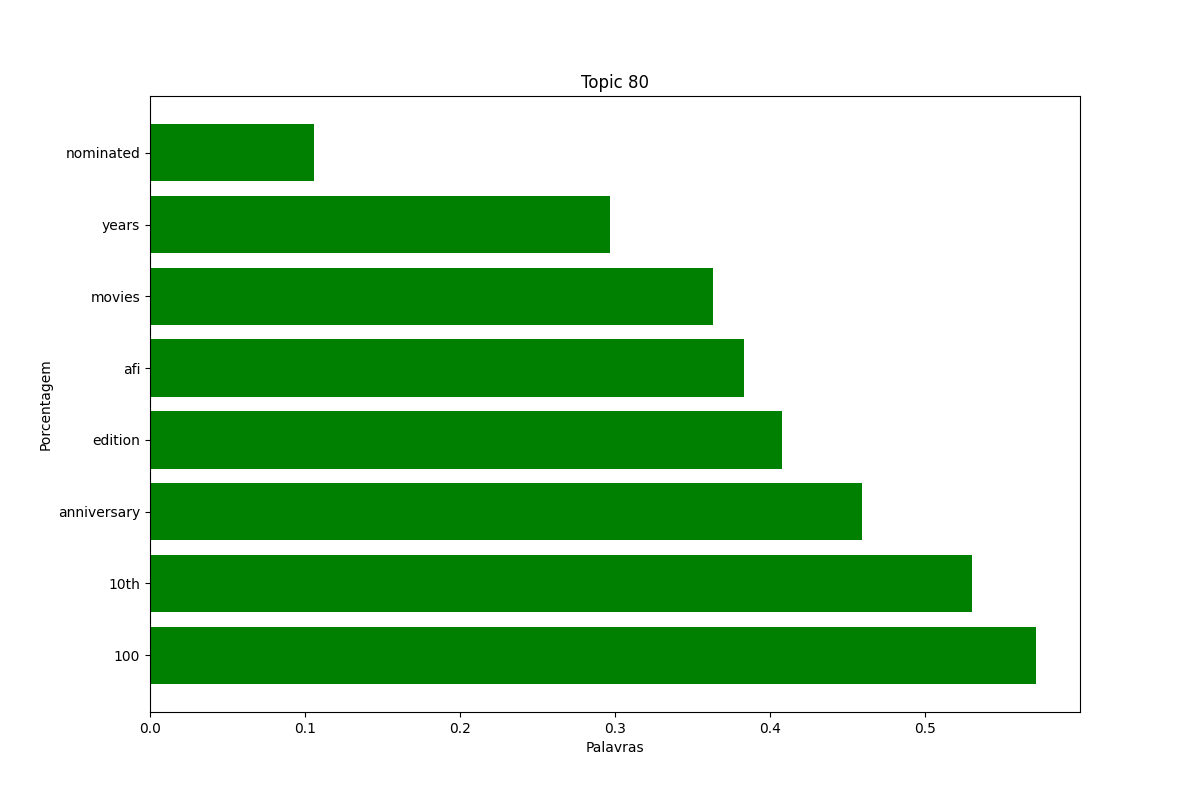 Topic 80
nominated
years
movies
afi
edition
anniversary
10th
100
Porcentagem
0.0 0.1 0.2 0.3 0.4 0.5
Palavras